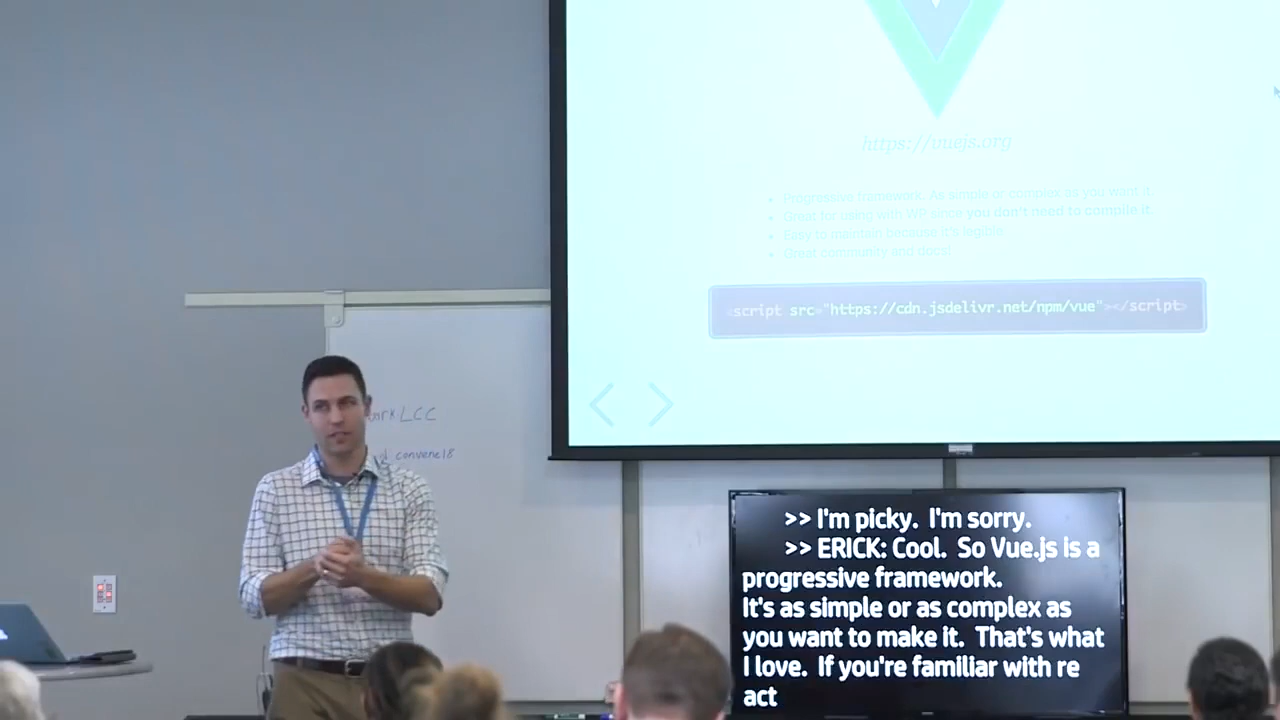 https://vuejs.org
Progressive framework. As simple or complex as you want it.
Great for using with WP since you don't need to compile it.
Easy to maintain because it's legible.
Great community and docs!
<script src="https://cdn.jsdelivr.net/npm/vue"></script>
LCC
convene18
>> I'm picky. I'm sorry.
>> ERICK: Cool. So Vue.js is a
progressive framework.
It's as simple or as complex as
you want to make it. That's what
I love. If you're familiar with re
act